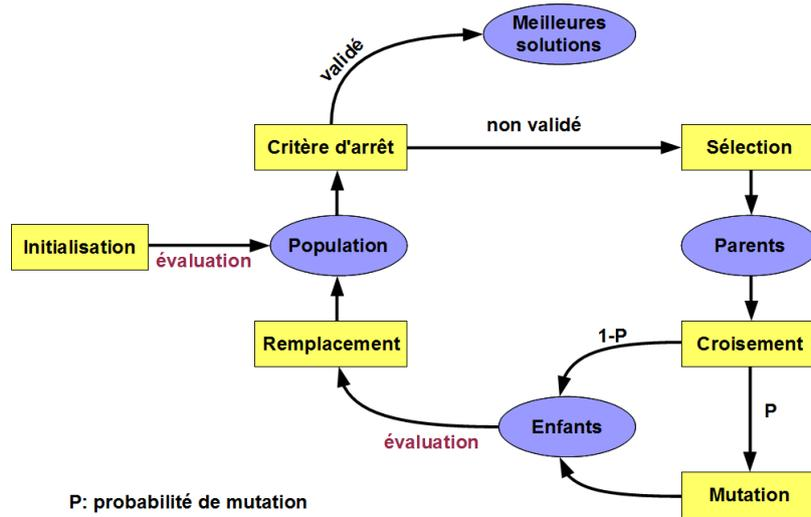 Meilleures
solutions
validé
Critère d'arrêt
non validé
Sélection
Initialisation
évaluation
Population
Parents
Remplacement
1-P
Croisement
évaluation
Enfants
P
Mutation
P: probabilité de mutation